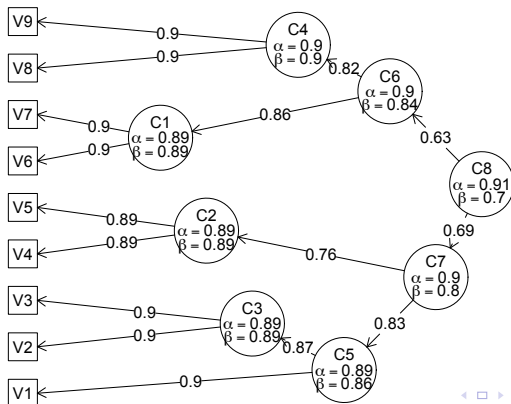 V9
0.9
C4
α = 0.9
β = 0.9
V8
0.9
0.82
C6
α = 0.9
β = 0.84
V7
0.9
C1
α = 0.89
β = 0.89
0.86
0.63
V6
0.9
C8
α = 0.91
β = 0.7
V5
0.89
C2
α = 0.89
β = 0.89
0.69
V4
0.89
0.76
C7
α = 0.9
β = 0.8
V3
0.9
C3
α = 0.89
β = 0.89
0.83
V2
0.9
0.87
C5
α = 0.89
β = 0.86
V1
0.9